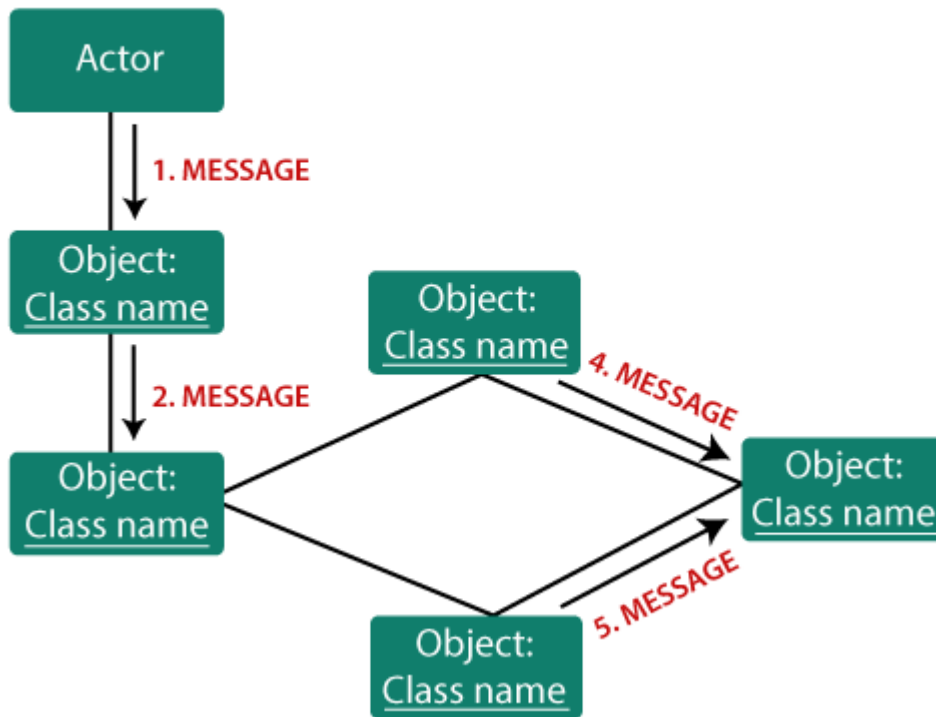 Actor
1. MESSAGE
Object:
Class name
2. MESSAGE
Object:
Class name
Object:
Class name
4. MESSAGE
Object:
Class name
5. MESSAGE
Object:
Class name